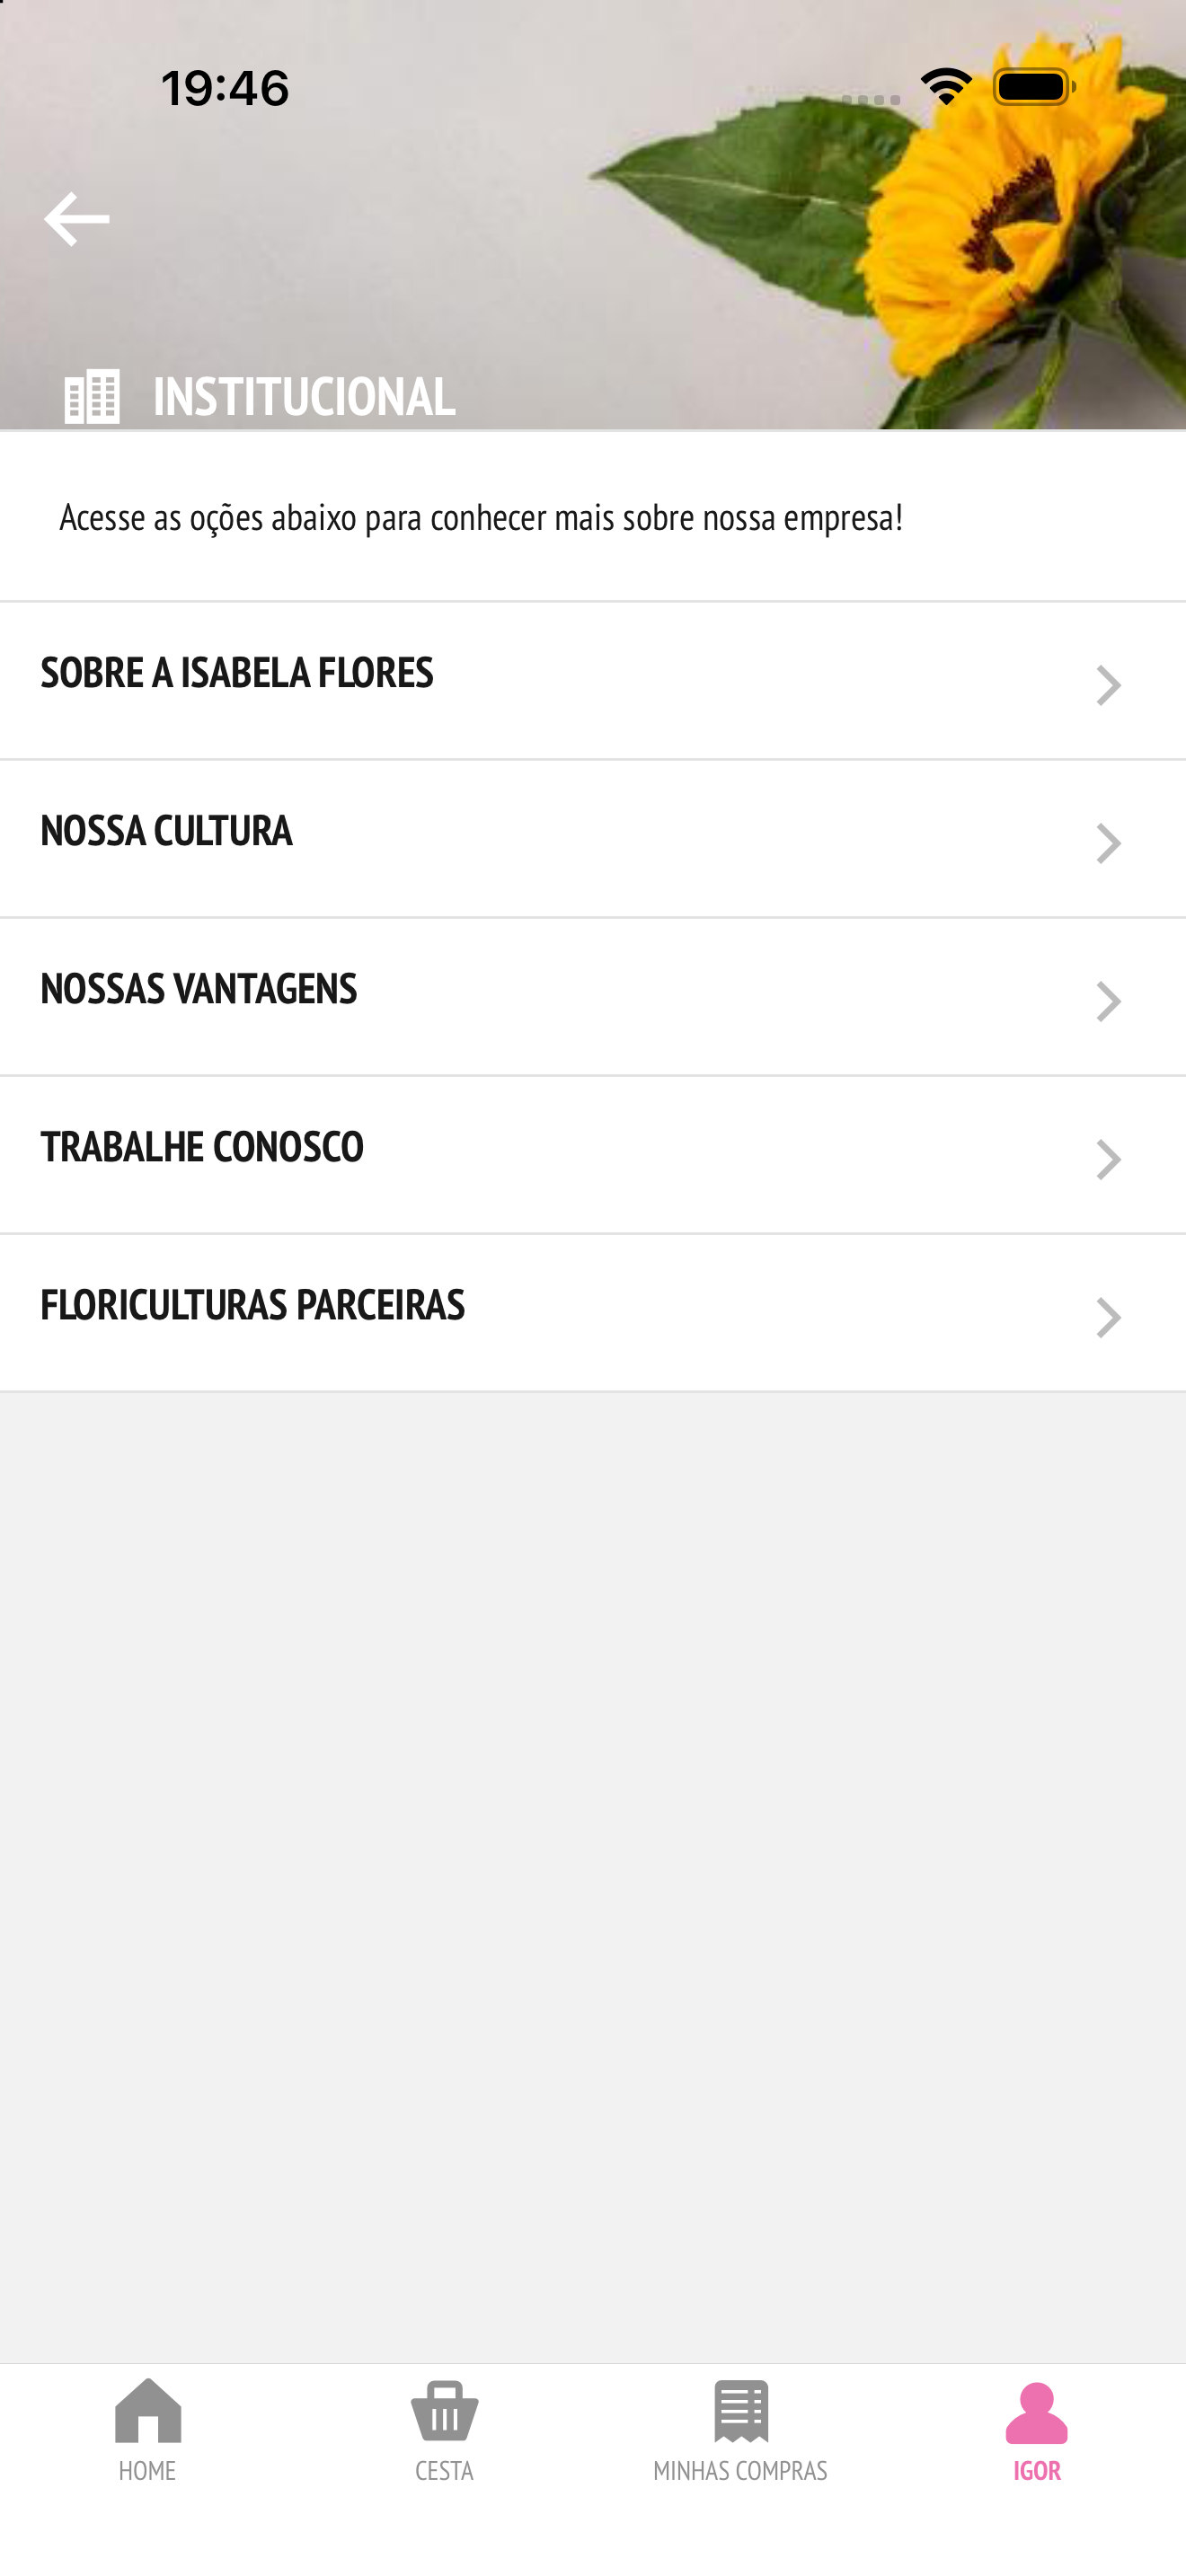 19:46
INSTITUCIONAL
Acesse as oções abaixo para conhecer mais sobre nossa empresa!
SOBRE A ISABELA FLORES
NOSSA CULTURA
NOSSAS VANTAGENS
TRABALHE CONOSCO
FLORICULTURAS PARCEIRAS
HOME
CESTA
MINHAS COMPRAS
IGOR